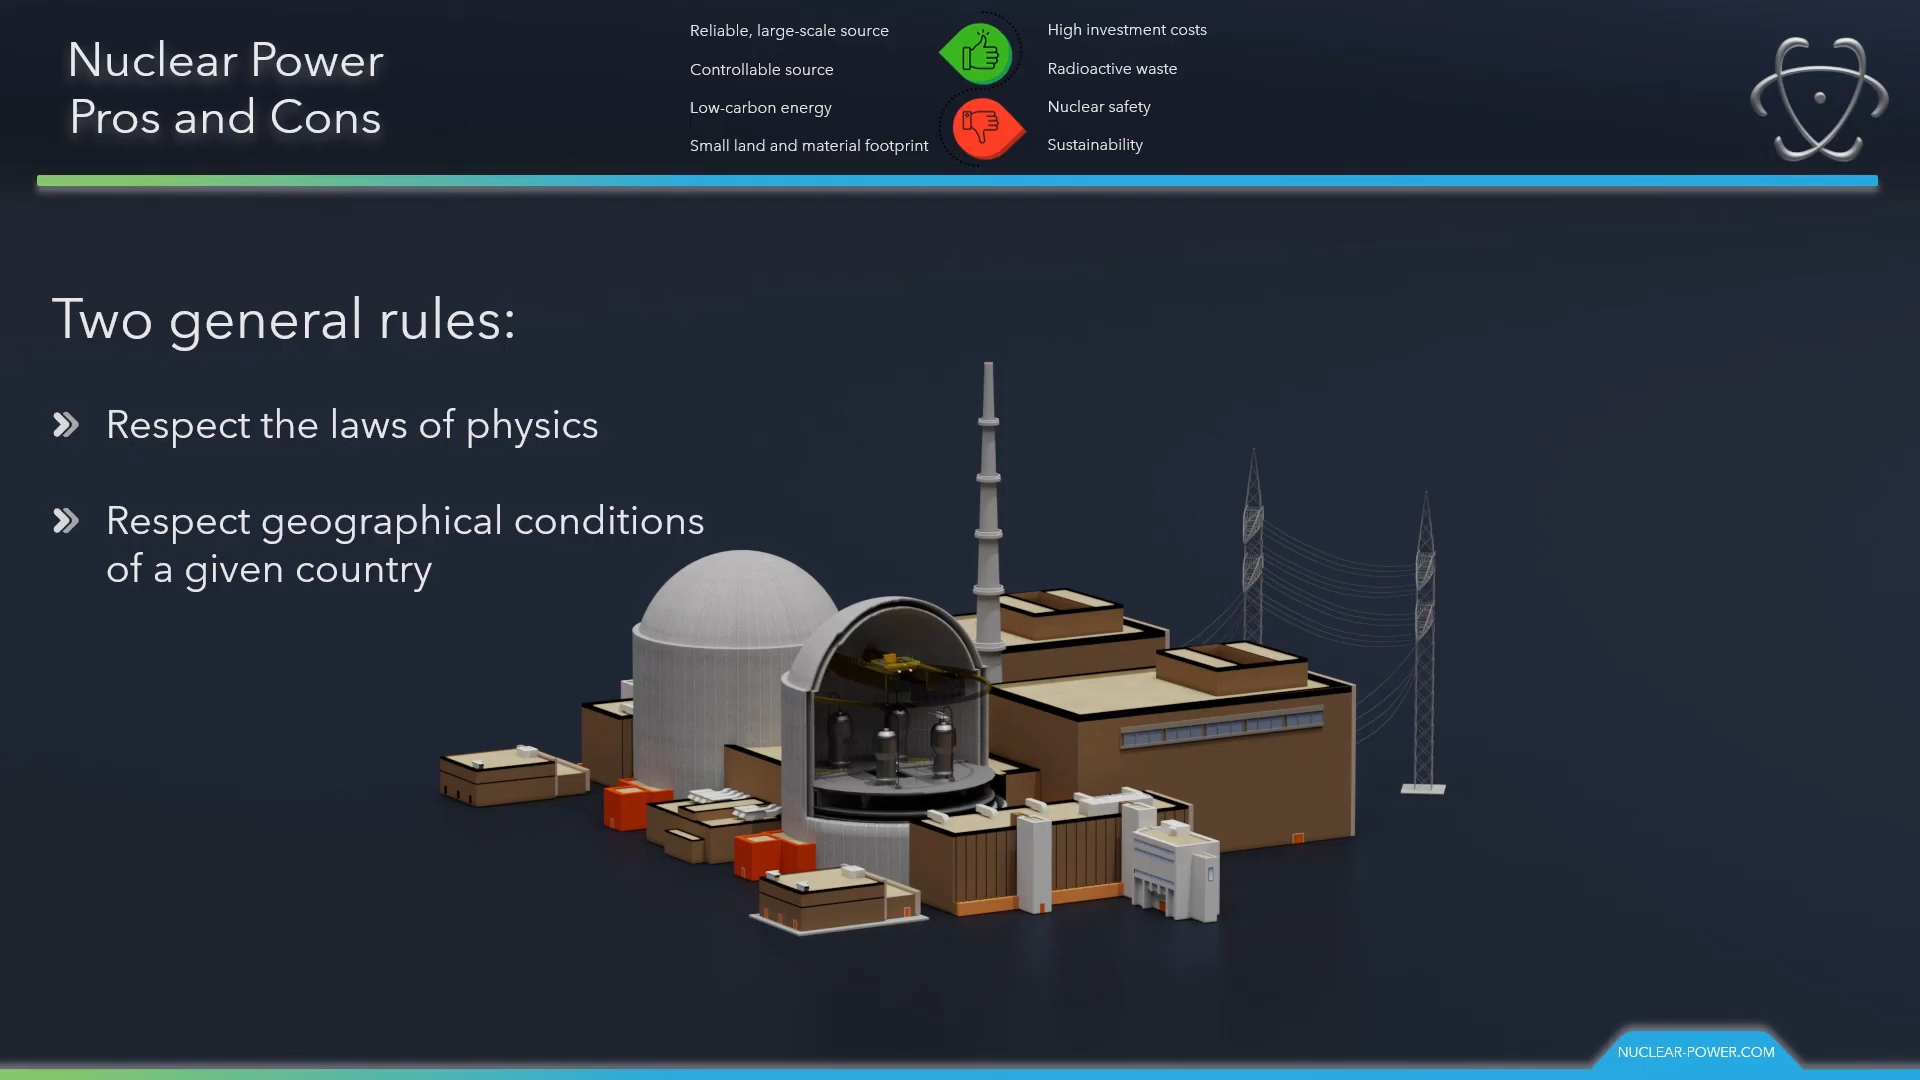 Nuclear Power
Pros and Cons
Reliable, large-scale source
Controllable source
Low-carbon energy
Small land and material footprint
High investment costs
Radioactive waste
Nuclear safety
Sustainability
Two general rules:
Respect the laws of physics
Respect geographical conditions
of a given country
NUCLEAR-POWER.COM